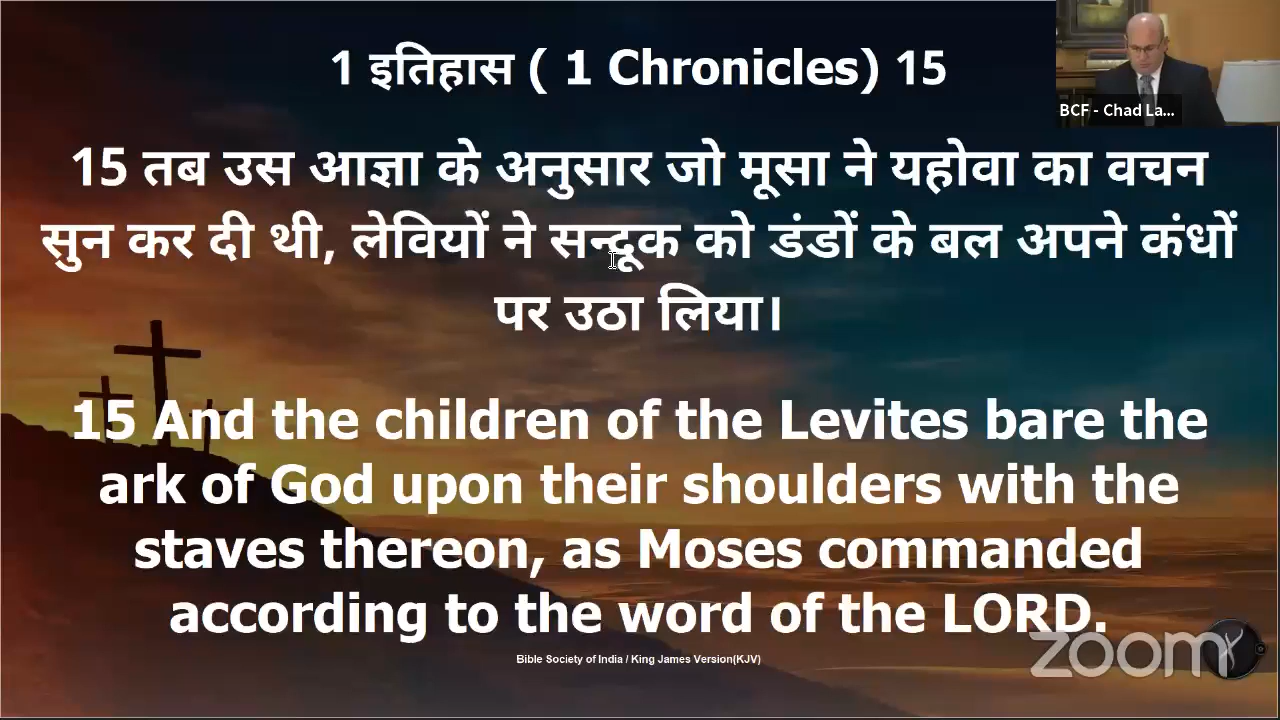 1 इतिहास ( 1 Chronicles) 15
BCF - Chad La...
15 तब उस आज्ञा के अनुसार जो मूसा ने यहोवा का वचन
सुन कर दी थी, लेवियों ने सन्दूक को डंडों के बल अपने कंधों
पर उठा लिया।
15 And the children of the Levites bare the
ark of God upon their shoulders with the
staves thereon, as Moses commanded
according to the word of the LORD.
Bible Society of India / King James Version(KJV)
zoom